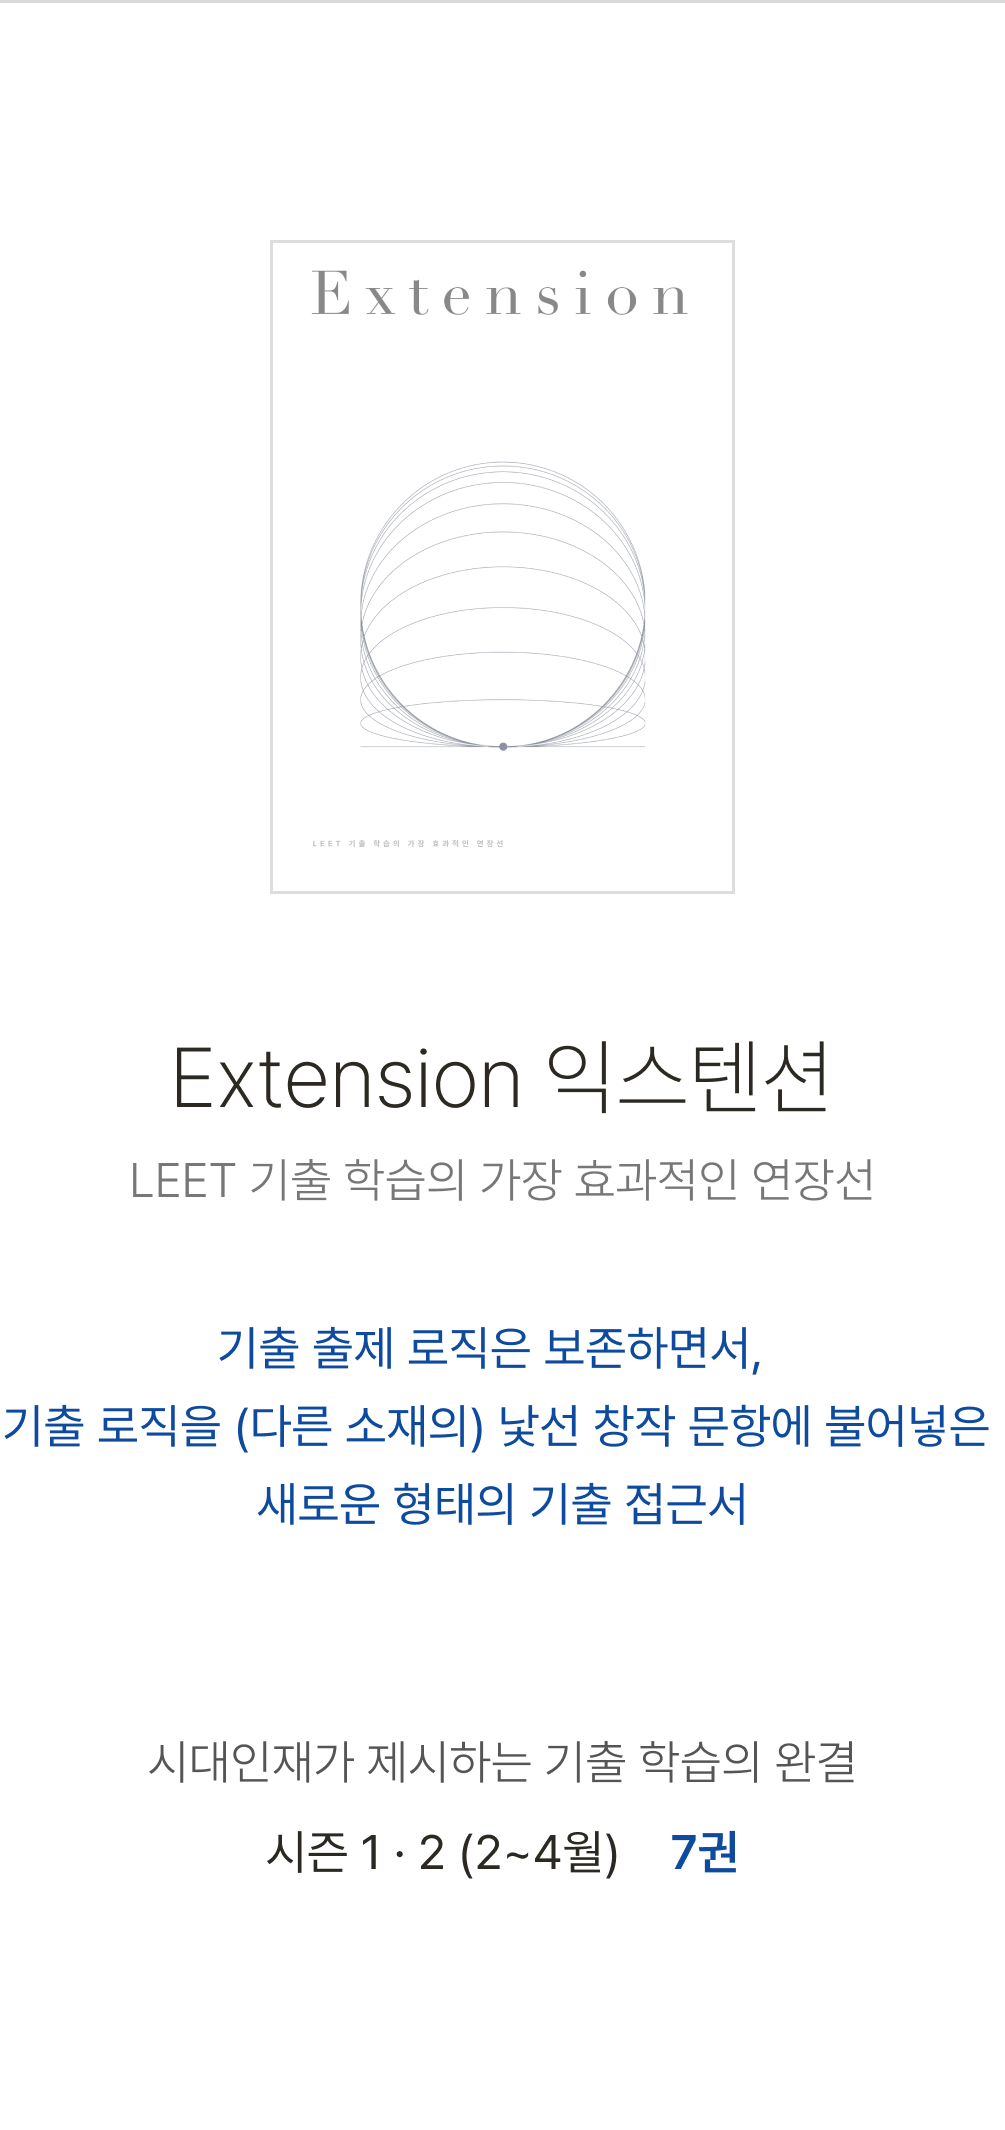 Extension
LEET 기출 학습의 가장 효과적인 연장선
Extension 익스텐션
LEET 기출 학습의 가장 효과적인 연장선
기출 출제 로직은 보존하면서,
기출 로직을 (다른 소재의) 낯선 창작 문항에 불어넣은
새로운 형태의 기출 접근서
시대인재가 제시하는 기출 학습의 완결
시즌 1 · 2 (2~4월) 7권